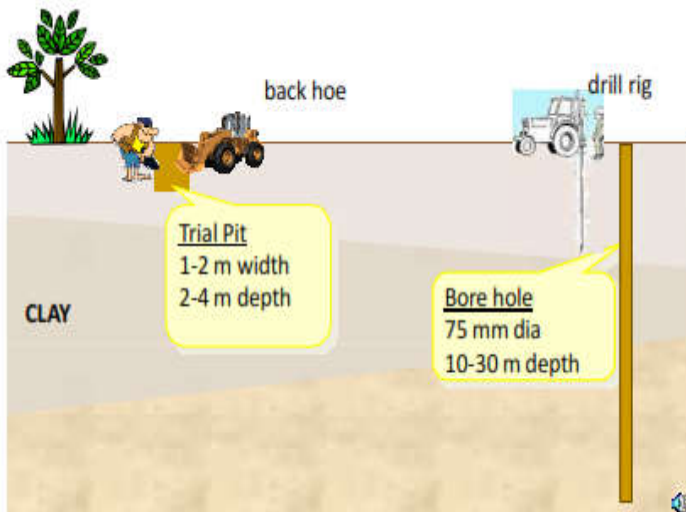 back hoe
drill rig
Trial Pit
1-2 m width
2-4 m depth
CLAY
Bore hole
75 mm dia
10-30 m depth